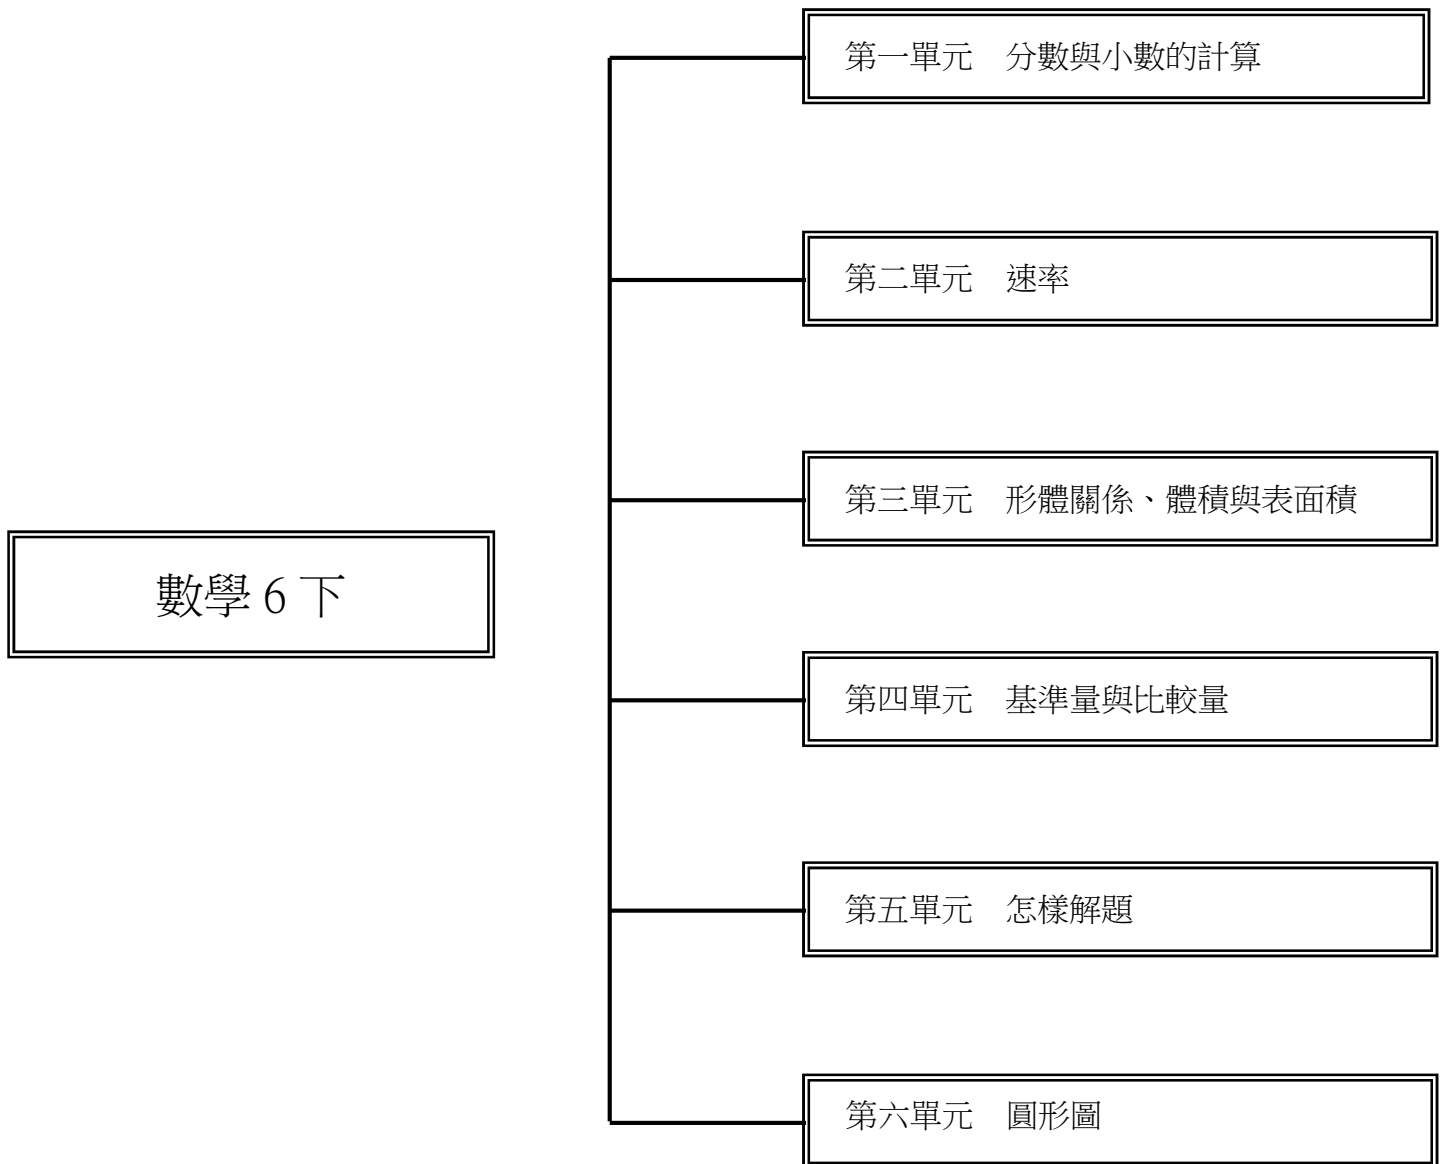 第一單元　分數與小數的計算
第二單元　速率
第三單元　形體關係、體積與表面積
數學 6 下
第四單元　基準量與比較量
第五單元　怎樣解題
第六單元　圓形圖